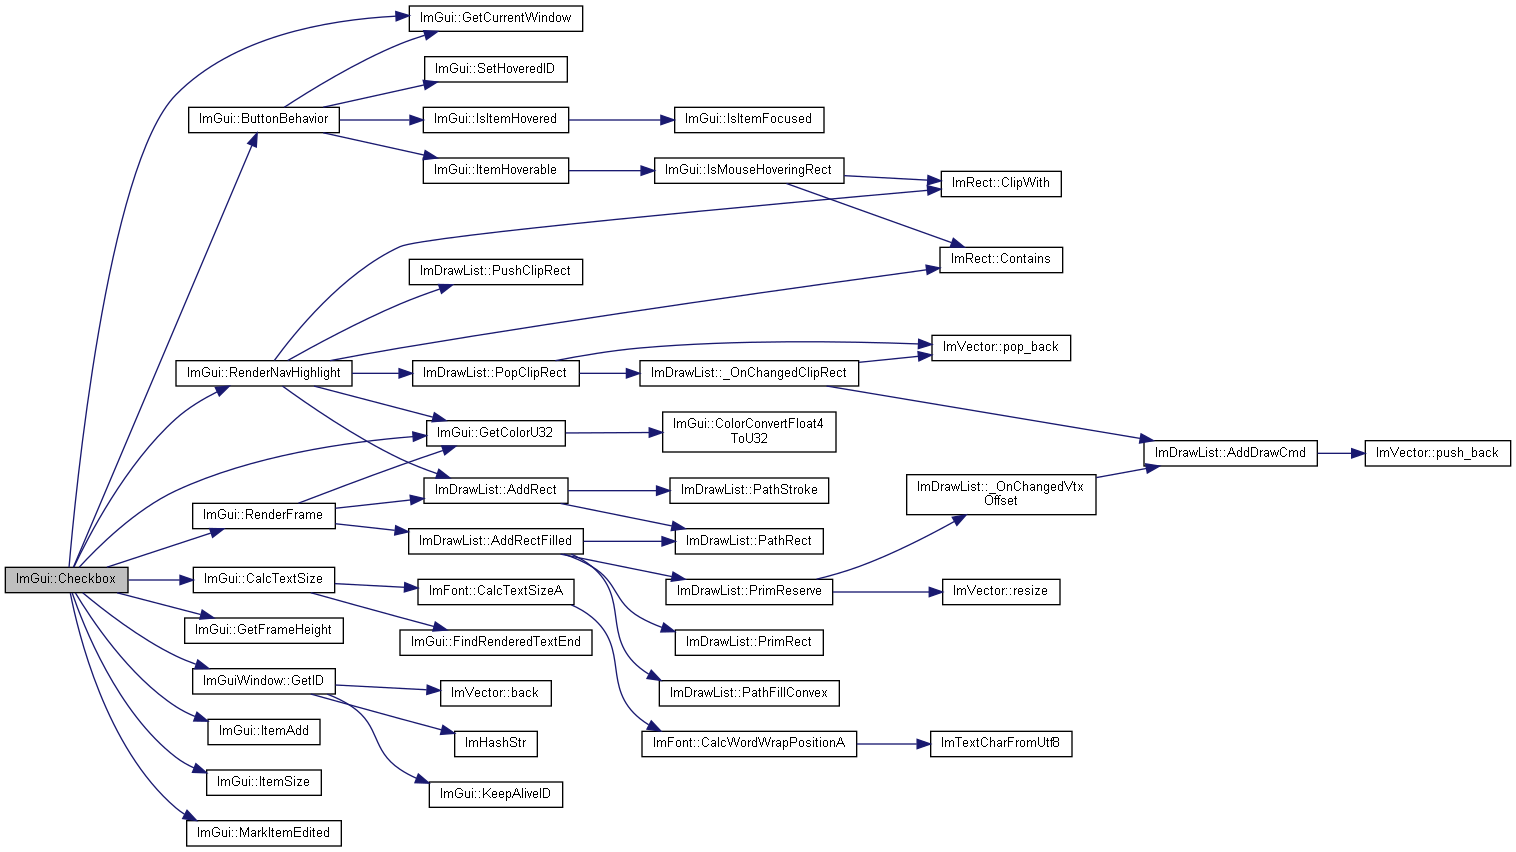 ImGui::Checkbox
ImGui::GetCurrentWindow
ImGui::ButtonBehavior
ImGui::SetHoveredID
ImGui::IsItemHovered
ImGui::IsItemFocused
ImGui::ItemHoverable
ImGui::IsMouseHoveringRect
ImRect::ClipWith
ImRect::Contains
ImDrawList::PushClipRect
ImGui::RenderNavHighlight
ImDrawList::PopClipRect
ImDrawList::_OnChangedClipRect
ImVector::pop_back
ImGui::GetColorU32
ImGui::ColorConvertFloat4
ToU32
ImDrawList::AddDrawCmd
ImVector::push_back
ImDrawList::AddRect
ImDrawList::PathStroke
ImDrawList::_OnChangedVtx
Offset
ImGui::RenderFrame
ImDrawList::AddRectFilled
ImDrawList::PathRect
ImGui::CalcTextSize
ImFont::CalcTextSizeA
ImDrawList::PrimReserve
ImVector::resize
ImGui::GetFrameHeight
ImGui::FindRenderedTextEnd
ImDrawList::PrimRect
ImGuiWindow::GetID
ImVector::back
ImDrawList::PathFillConvex
ImGui::ItemAdd
ImHashStr
ImFont::CalcWordWrapPositionA
ImTextCharFromUtf8
ImGui::ItemSize
ImGui::KeepAliveID
ImGui::MarkItemEdited